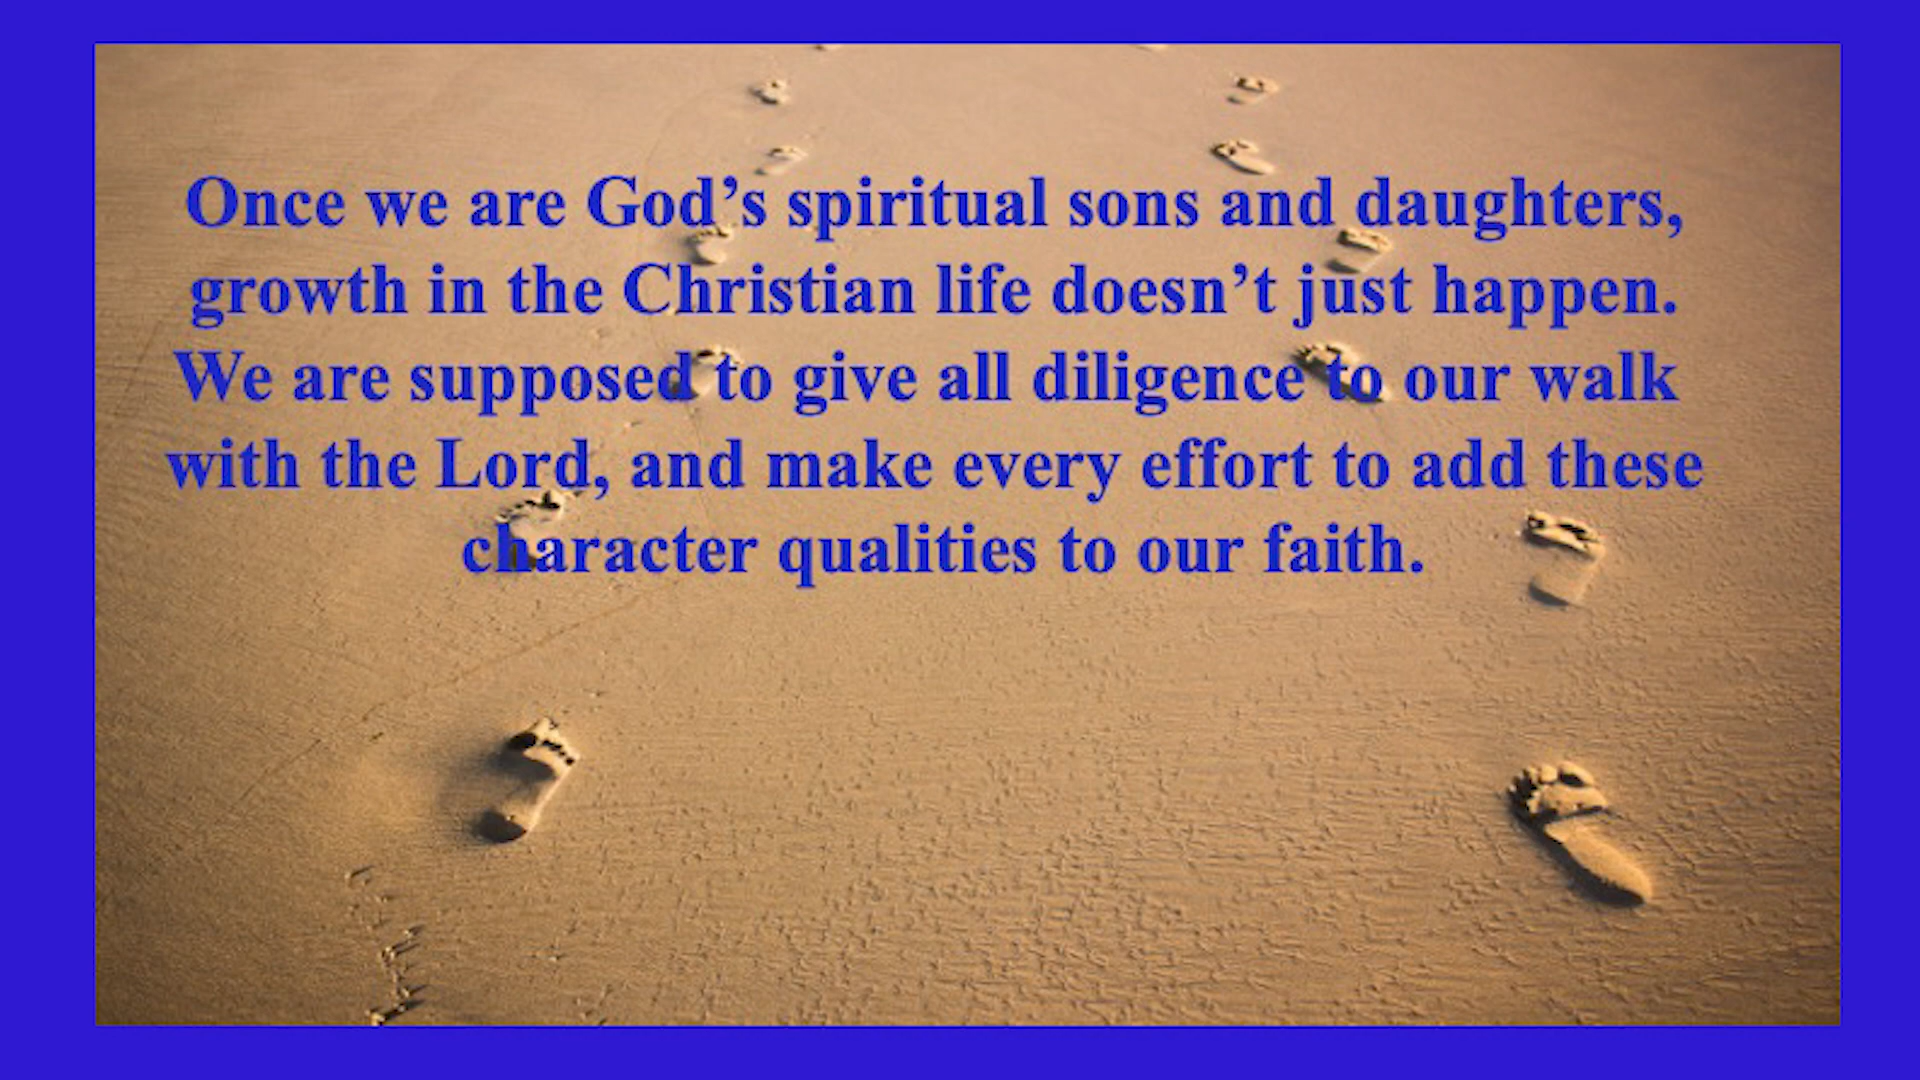 Once we are God’s spiritual sons and daughters,
growth in the Christian life doesn’t just happen.
We are supposed to give all diligence to our walk
with the Lord, and make every effort to add these
character qualities to our faith.